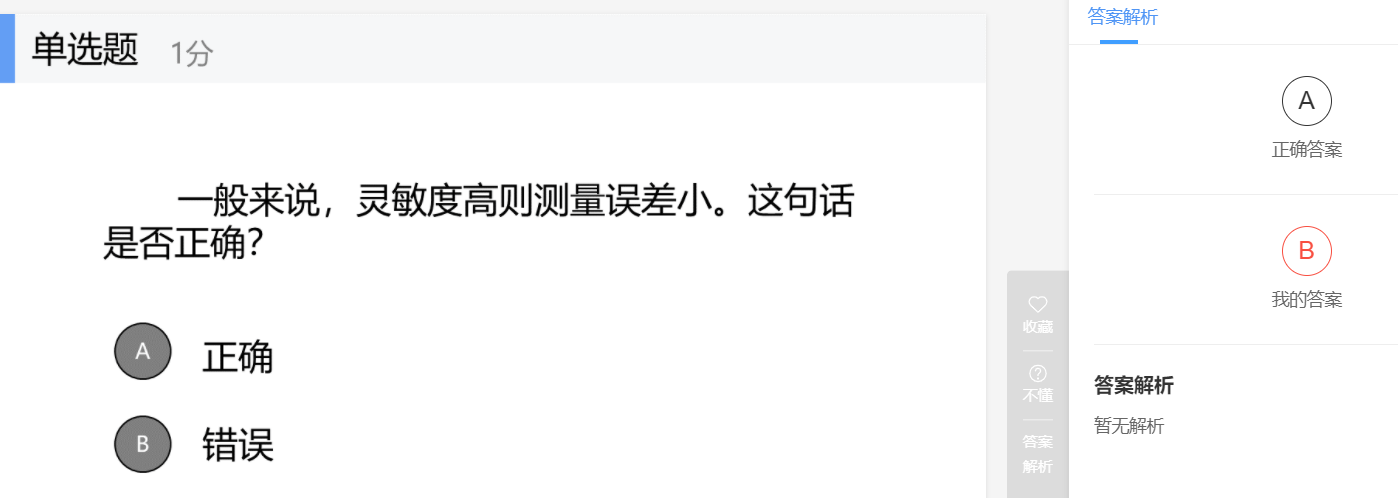 单选题 1分
一般来说，灵敏度高则测量误差小。这句话
是否正确?
A 正确
B 错误
收藏
不懂
答案
解析
答案解析
A
正确答案
B
我的答案
答案解析
暂无解析